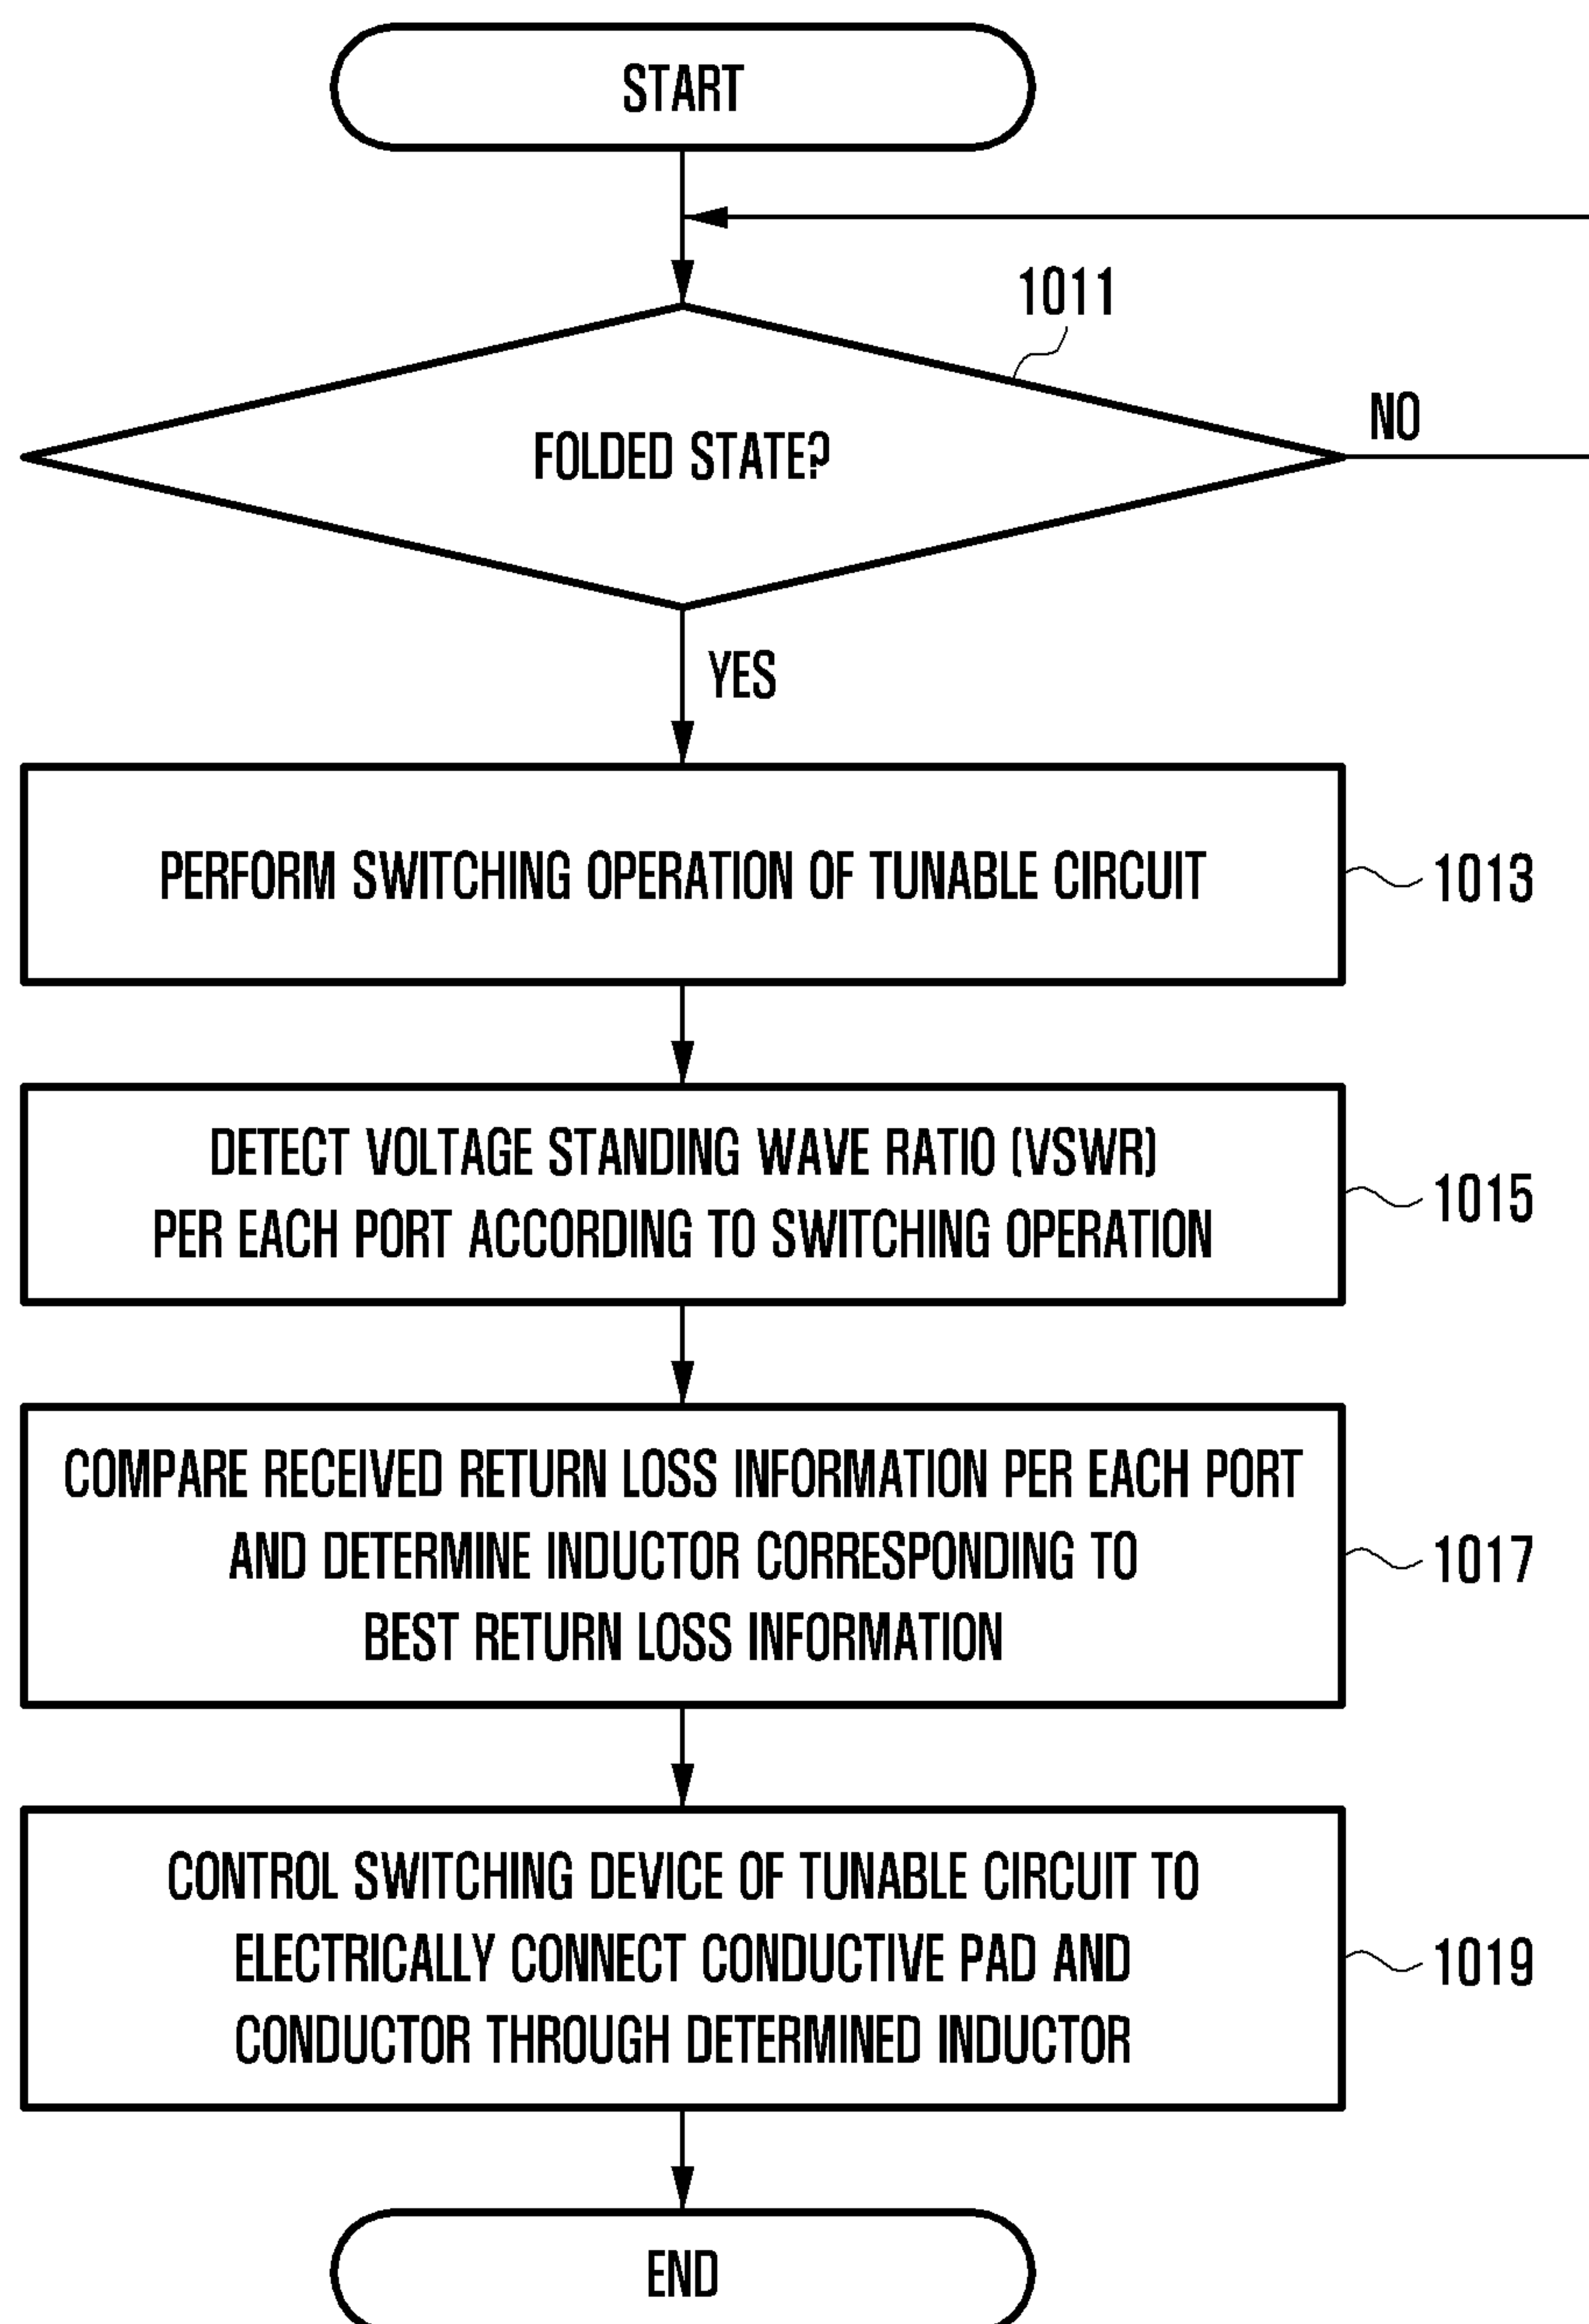 START
1011
NO
FOLDED STATE?
YES
PERFORM SWITCHING OPERATION OF TUNABLE CIRCUIT
1013
DETECT VOLTAGE STANDING WAVE RATIO (VSWR)
PER EACH PORT ACCORDING TO SWITCHING OPERATION
1015
COMPARE RECEIVED RETURN LOSS INFORMATION PER EACH PORT
AND DETERMINE INDUCTOR CORRESPONDING TO
BEST RETURN LOSS INFORMATION
1017
CONTROL SWITCHING DEVICE OF TUNABLE CIRCUIT TO
ELECTRICALLY CONNECT CONDUCTIVE PAD AND
CONDUCTOR THROUGH DETERMINED INDUCTOR
1019
END